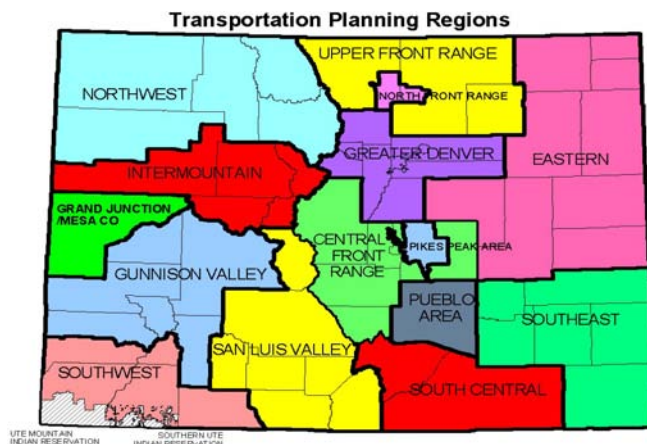 Transportation Planning Regions
UPPER FRONT RANGE
NORTHWEST
NORTH FRONT RANGE
GREATER DENVER
EASTERN
INTERMOUNTAIN
GRAND JUNCTION
/MESA CO
CENTRAL
FRONT
RANGE
PIKES PEAK AREA
GUNNISON VALLEY
PUEBLO
AREA
SOUTHEAST
SAN LUIS VALLEY
SOUTHWEST
SOUTH CENTRAL
UTE MOUNTAIN
INDIAN RESERVATION
SOUTHERN UTE
INDIAN RESERVATION